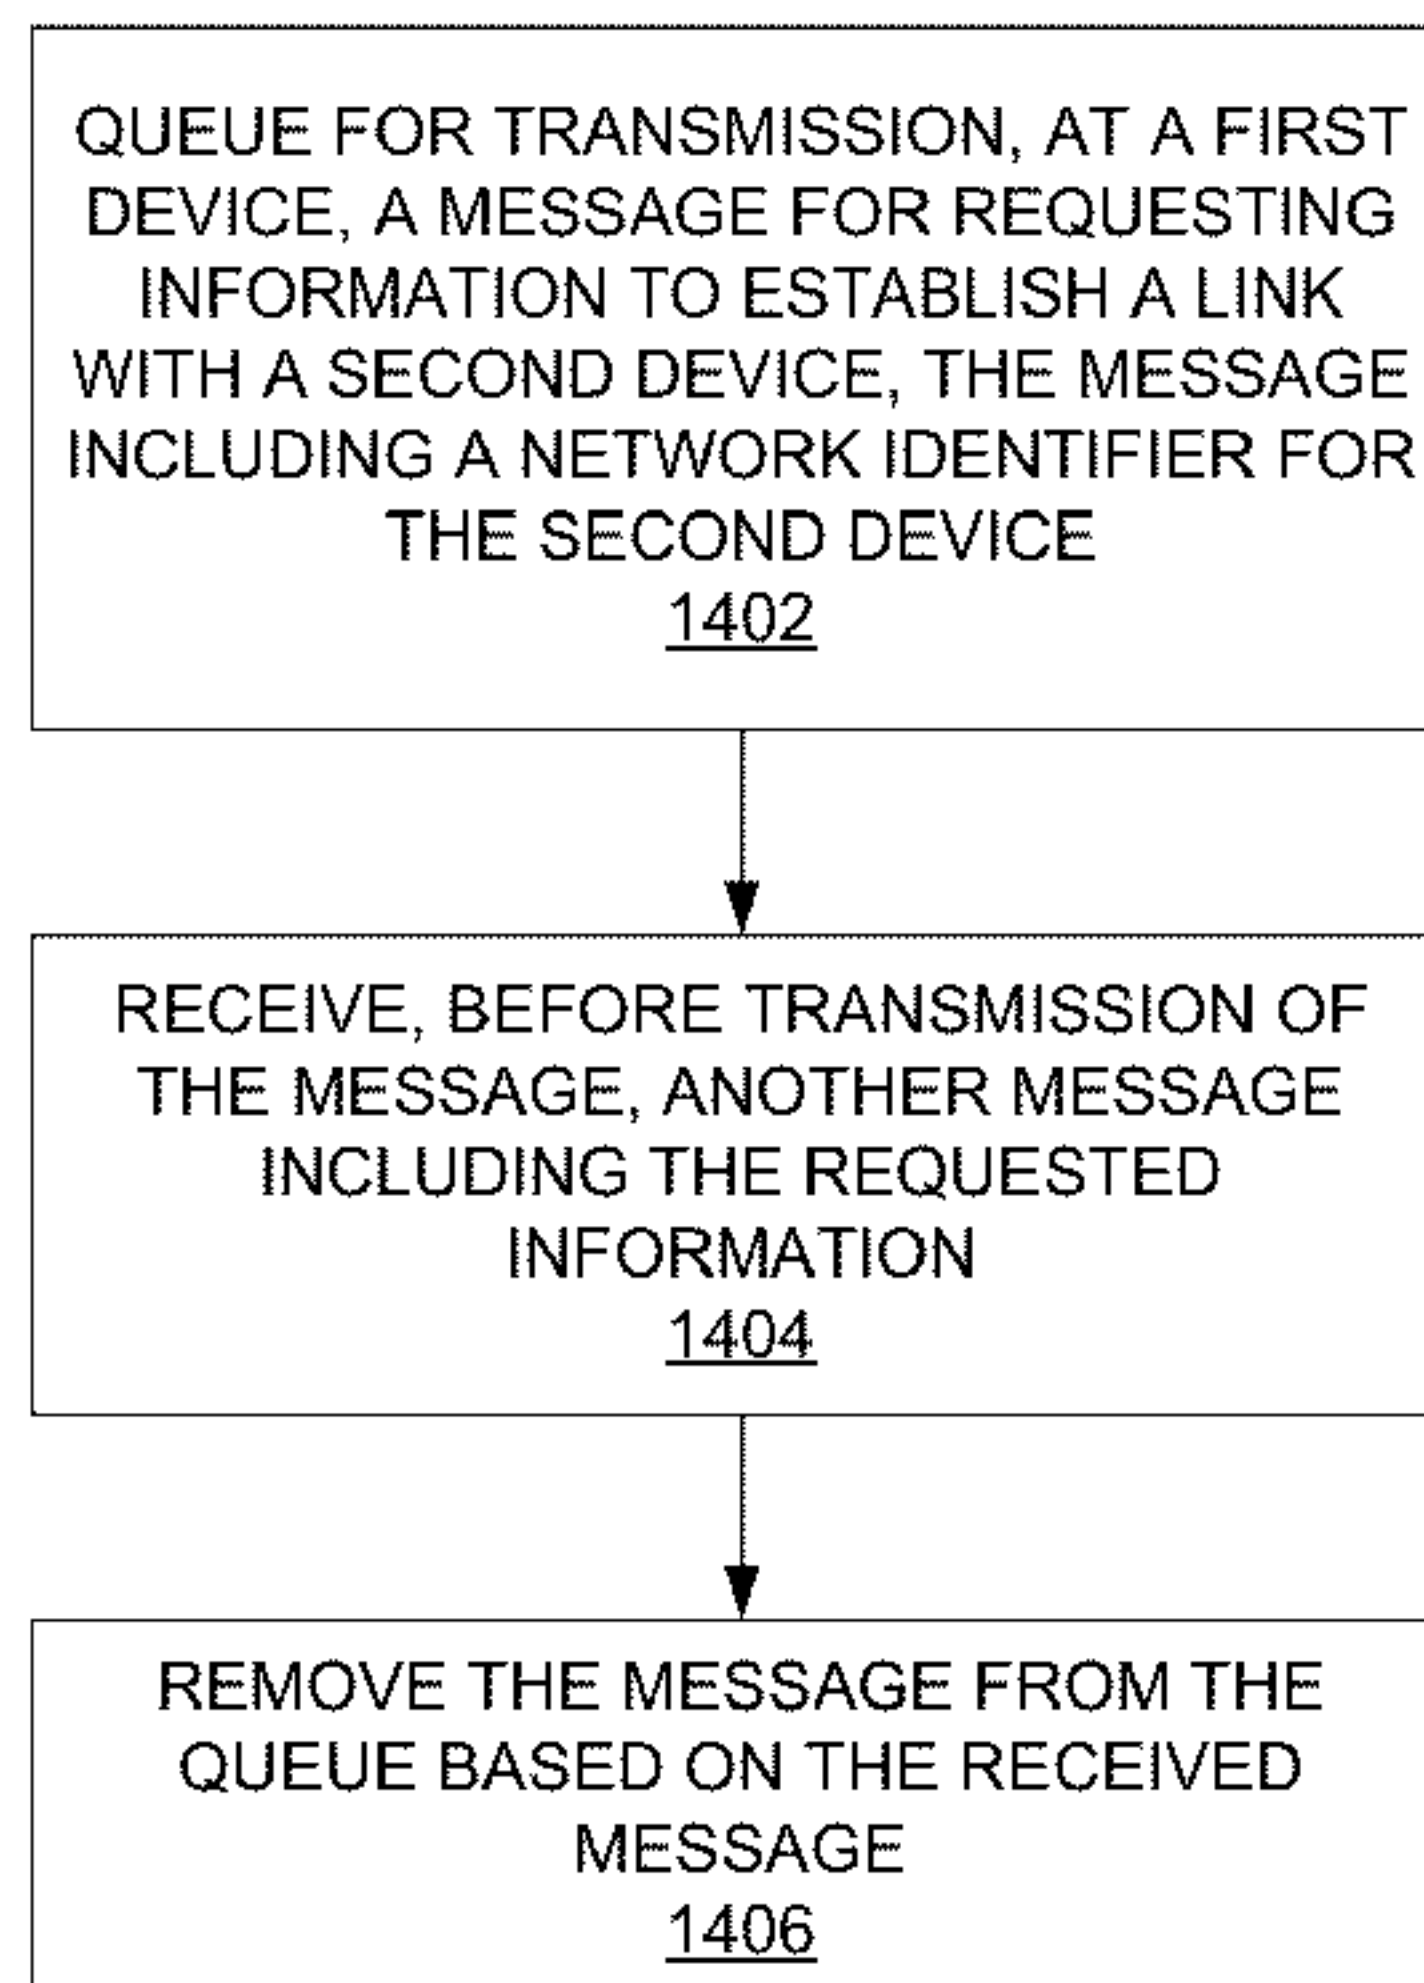 QUEUE FOR TRANSMISSION, AT A FIRST
DEVICE, A MESSAGE FOR REQUESTING
INFORMATION TO ESTABLISH A LINK
WITH A SECOND DEVICE, THE MESSAGE
INCLUDING A NETWORK IDENTIFIER FOR
THE SECOND DEVICE
1402
RECEIVE, BEFORE TRANSMISSION OF
THE MESSAGE, ANOTHER MESSAGE
INCLUDING THE REQUESTED
INFORMATION
1404
REMOVE THE MESSAGE FROM THE
QUEUE BASED ON THE RECEIVED
MESSAGE
1406